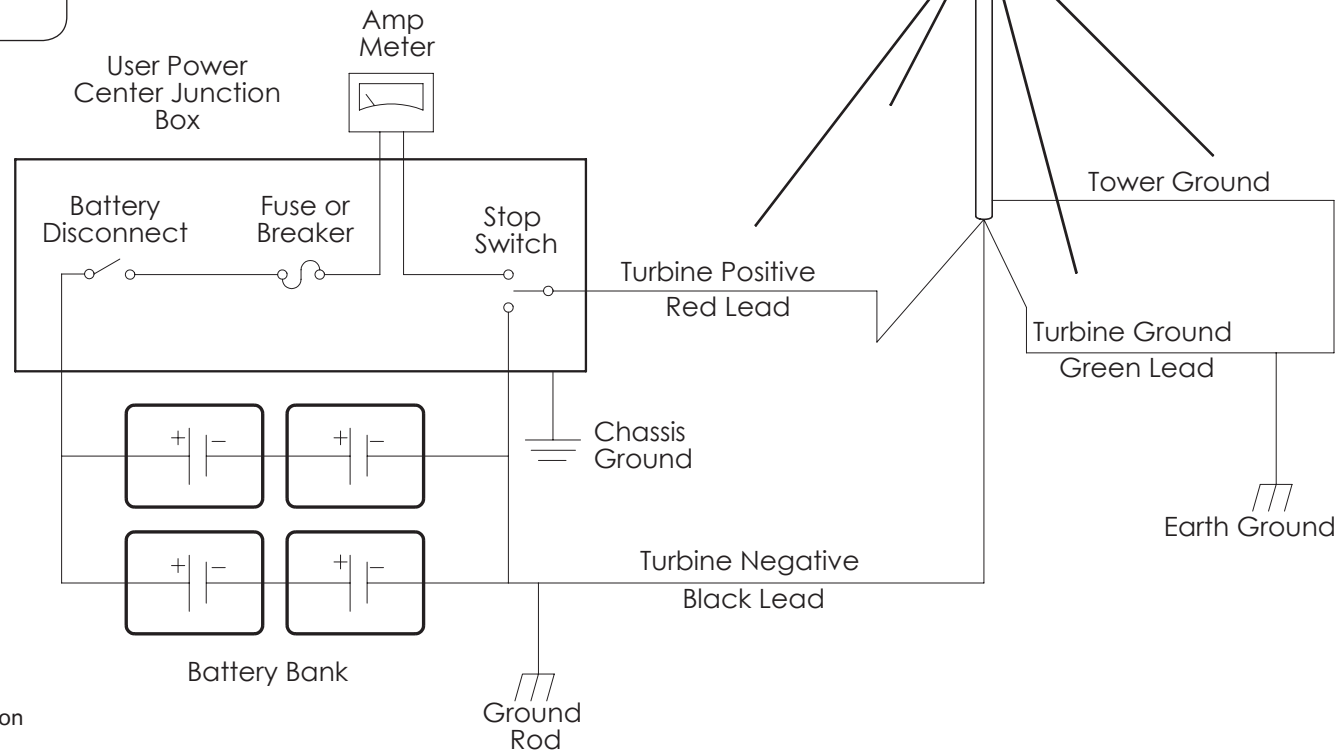 Amp
Meter
User Power
Center Junction
Box
Battery
Disconnect
Fuse or
Breaker
Stop
Switch
Turbine Positive
Red Lead
Tower Ground
Turbine Ground
Green Lead
+ -
+ -
Chassis
Ground
Earth Ground
+ -
+ -
Turbine Negative
Black Lead
Battery Bank
Ground
Rod
on